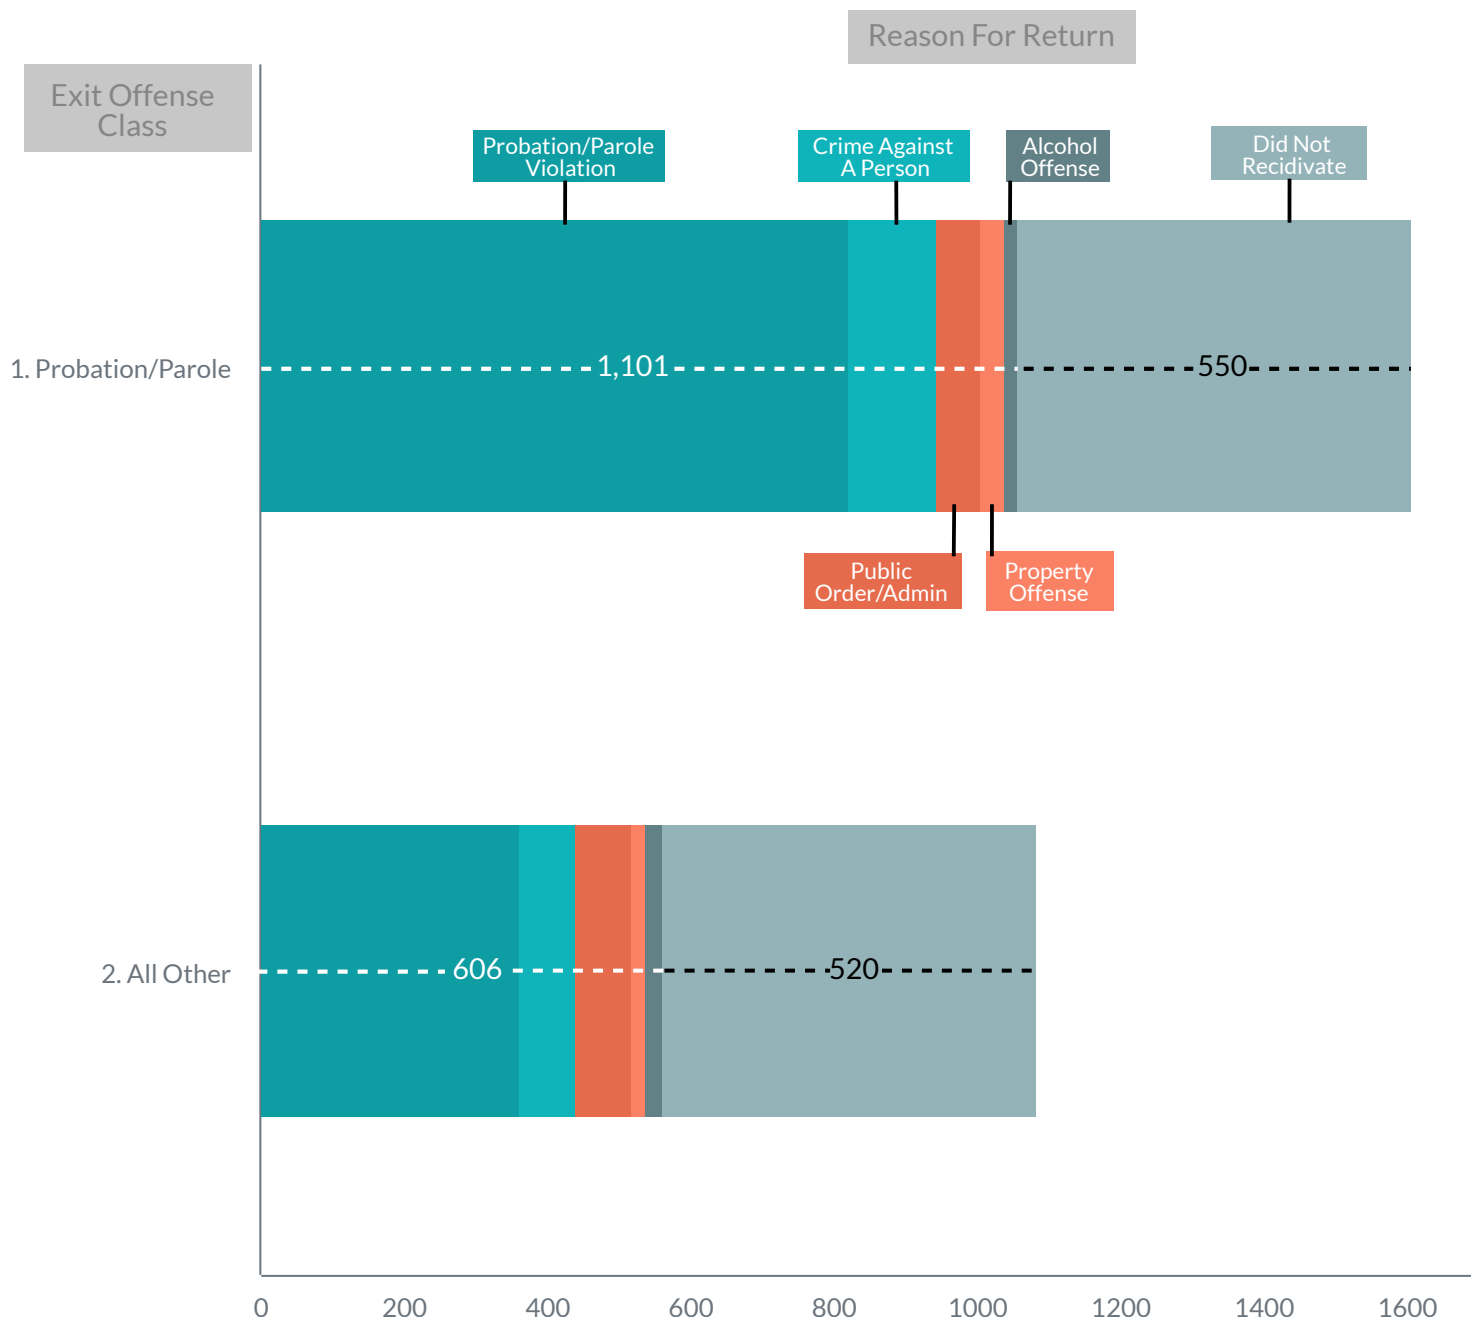 Reason For Return
Exit Offense
Class
Probation/Parole
Violation
Crime Against
A Person
Alcohol
Offense
Did Not
Recidivate
1. Probation/Parole
1,101
550
Public
Order/Admin
Property
Offense
2. All Other
606
520
0 200 400 600 800 1000 1200 1400 1600